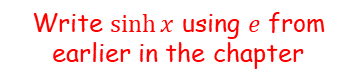 Write sinh x using e from
earlier in the chapter